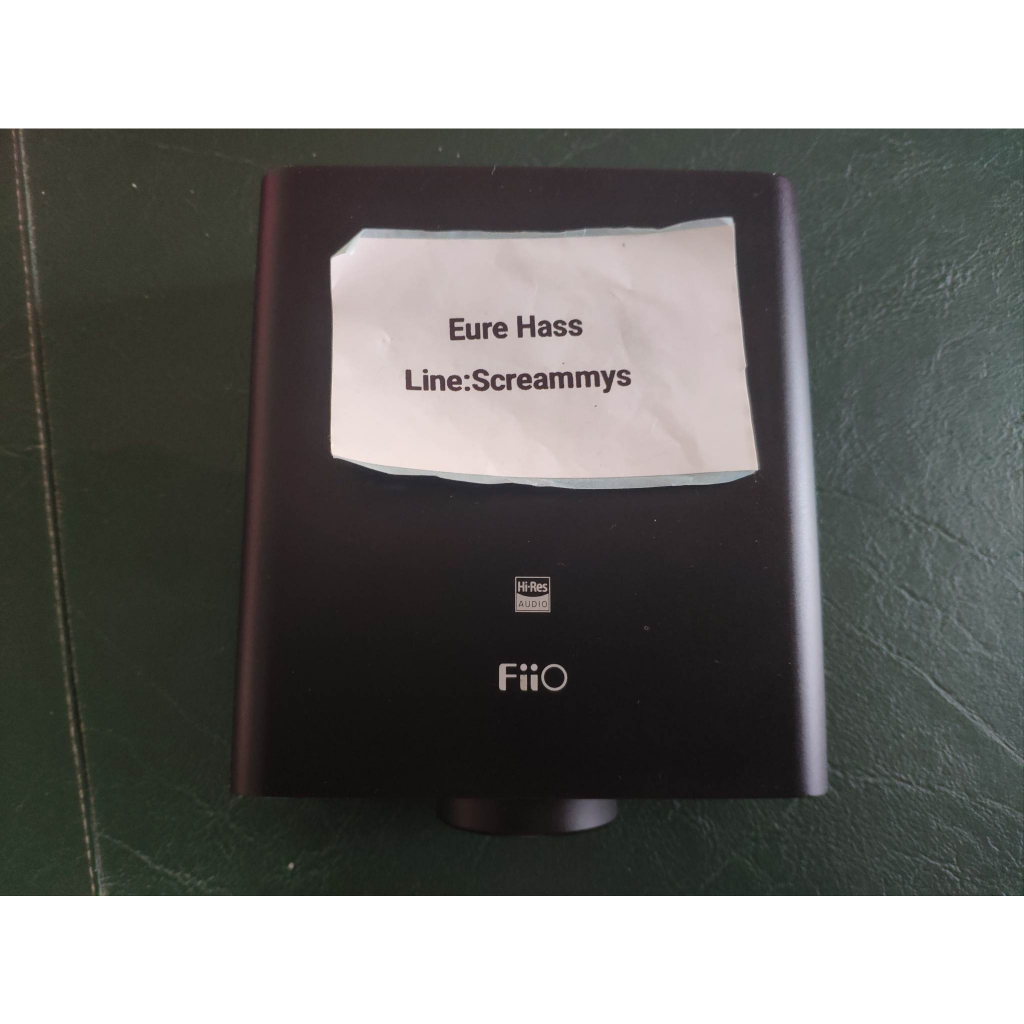 Eure Hass
Line:Screammys
Hi-Res
AUDIO
FiiO